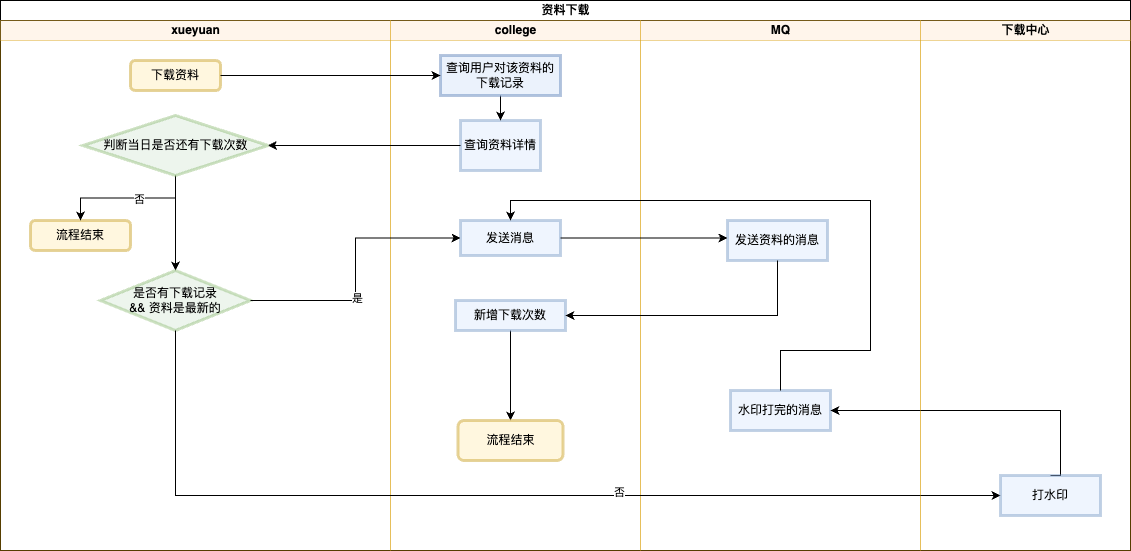 资料下载
xueyuan
college
MQ
下载中心
下载资料
查询用户对该资料的
下载记录
判断当日是否还有下载次数
查询资料详情
否
流程结束
发送消息
发送资料的消息
是否有下载记录
&& 资料是最新的
是
新增下载次数
水印打完的消息
流程结束
否
打水印